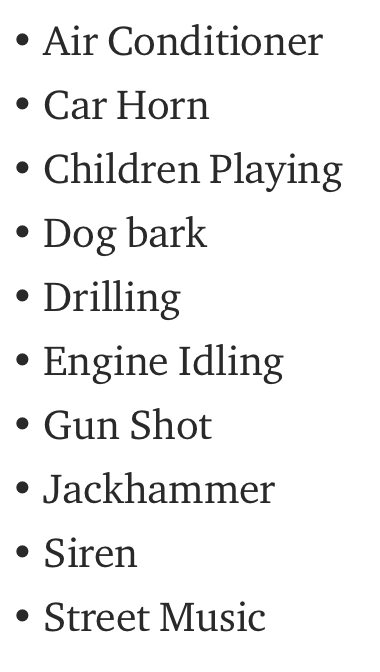 • Air Conditioner
• Car Horn
• Children Playing
• Dog bark
• Drilling
• Engine Idling
• Gun Shot
• Jackhammer
• Siren
• Street Music